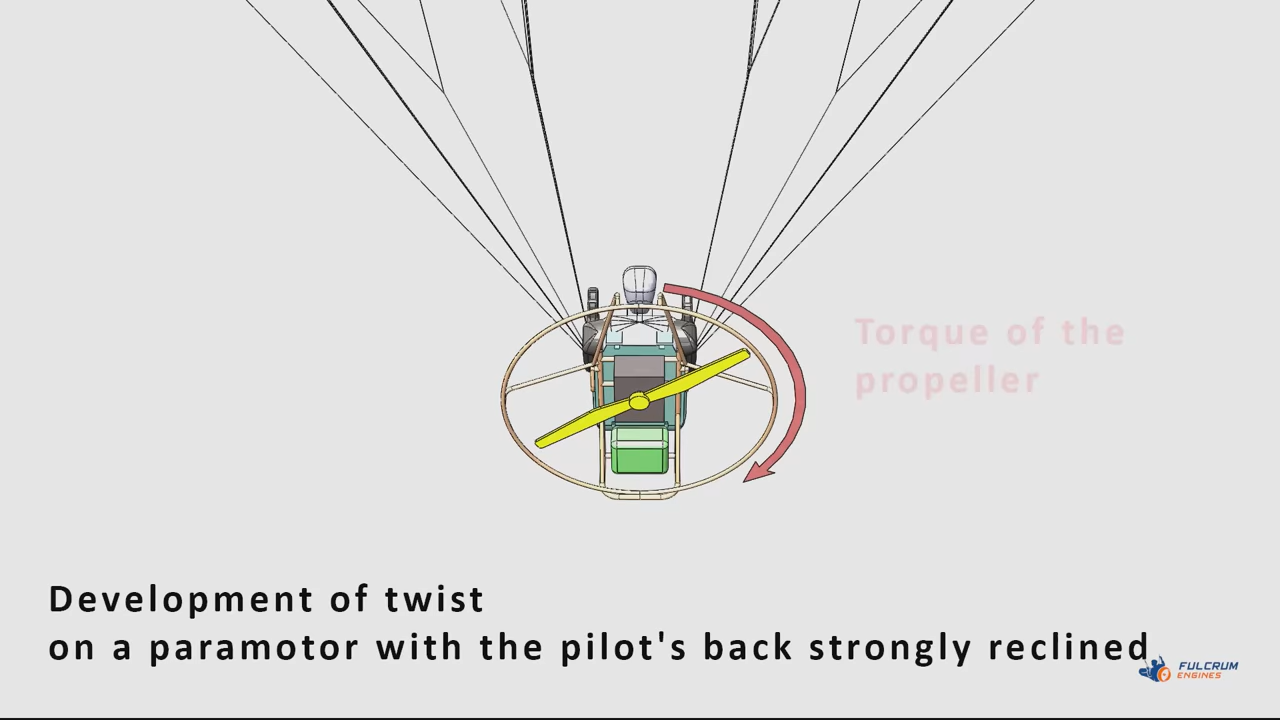 Torque of the
propeller
Development of twist
on a paramotor with the pilot's back strongly reclined
FULCRUM
ENGINES